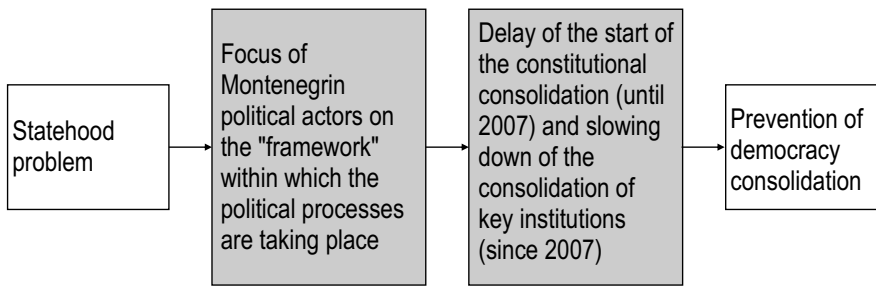 Statehood
problem
Focus of
Montenegrin
political actors on
the "framework"
within which the
political processes
are taking place
Delay of the start of
the constitutional
consolidation (until
2007) and slowing
down of the
consolidation of
key institutions
(since 2007)
Prevention of
democracy
consolidation